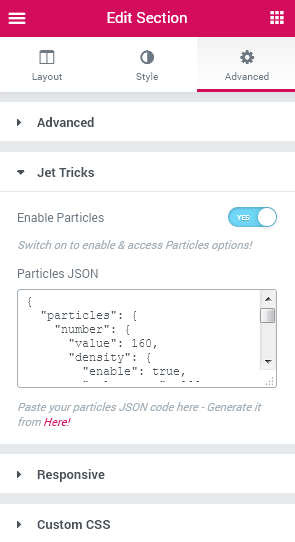 Edit Section
Layout
Style
Advanced
Advanced
Jet Tricks
Enable Particles
YES
Switch on to enable & access Particles options!
Particles JSON
{
"particles": {
"number": {
"value": 160,
"density": {
"enable": true,
Paste your particles JSON code here - Generate it
from Here!
Responsive
Custom CSS